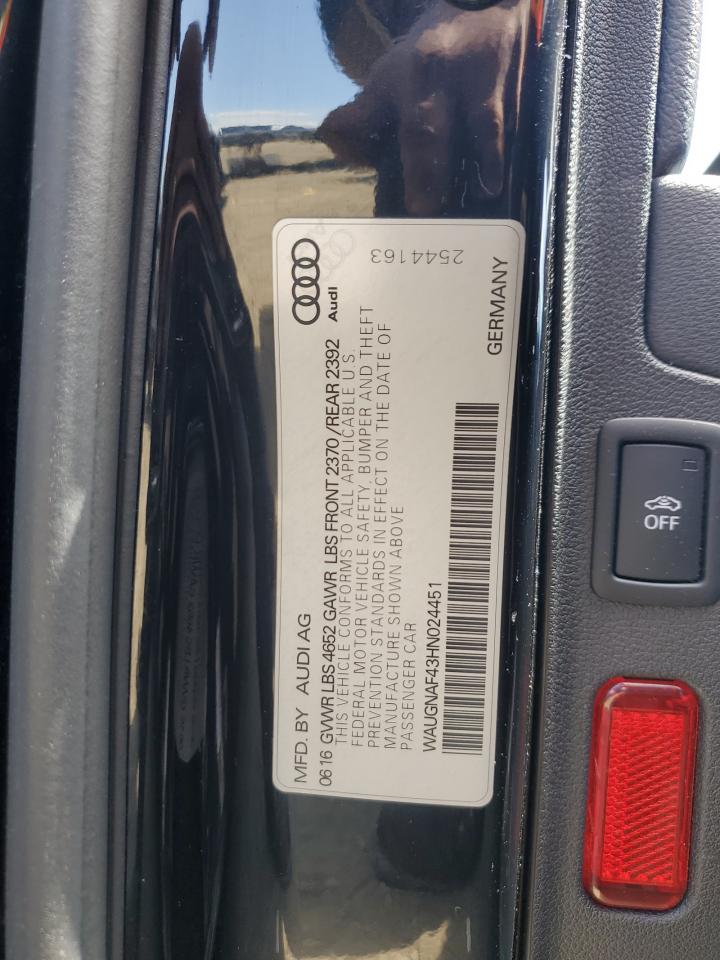 MFD. BY AUDI AG
Audi
0616 GVWR LBS 4652 GAWR LBS FRONT 2370/REAR 2392
THIS VEHICLE CONFORMS TO ALL APPLICABLE U.S.
FEDERAL MOTOR VEHICLE SAFETY, BUMPER AND THEFT
PREVENTION STANDARDS IN EFFECT ON THE DATE OF
MANUFACTURE SHOWN ABOVE
2544163
PASSENGER CAR
WAUGNAF43HN024451
GERMANY
OFF